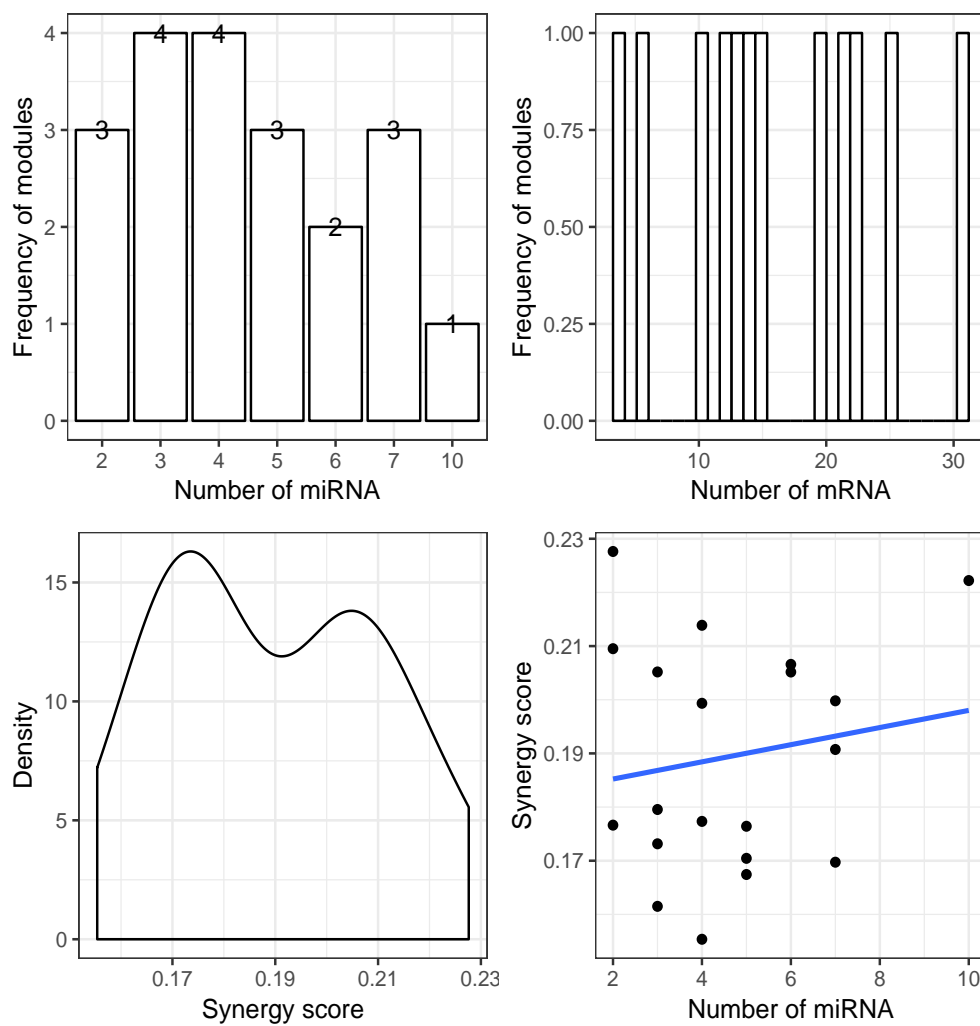 Frequency of modules
4
3
2
1
0
3
4
4
3
2
3
1
2 3 4 5 6 7 10
Number of miRNA
Frequency of modules
1.00
0.75
0.50
0.25
0.00
10 20 30
Number of mRNA
Density
15
10
5
0
0.17 0.19 0.21 0.23
Synergy score
Synergy score
0.23
0.21
0.19
0.17
2 4 6 8 10
Number of miRNA